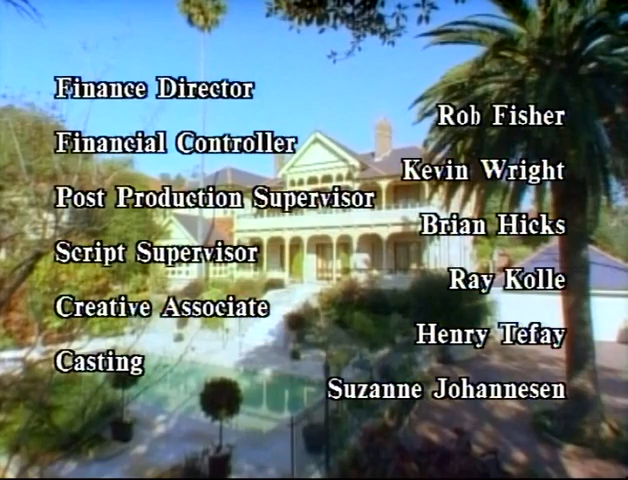 Finance Director
Rob Fisher
Financial Controller
Kevin Wright
Post Production Supervisor
Brian Hicks
Script Supervisor
Ray Kolle
Creative Associate
Henry Tefay
Casting
Suzanne Johannesen